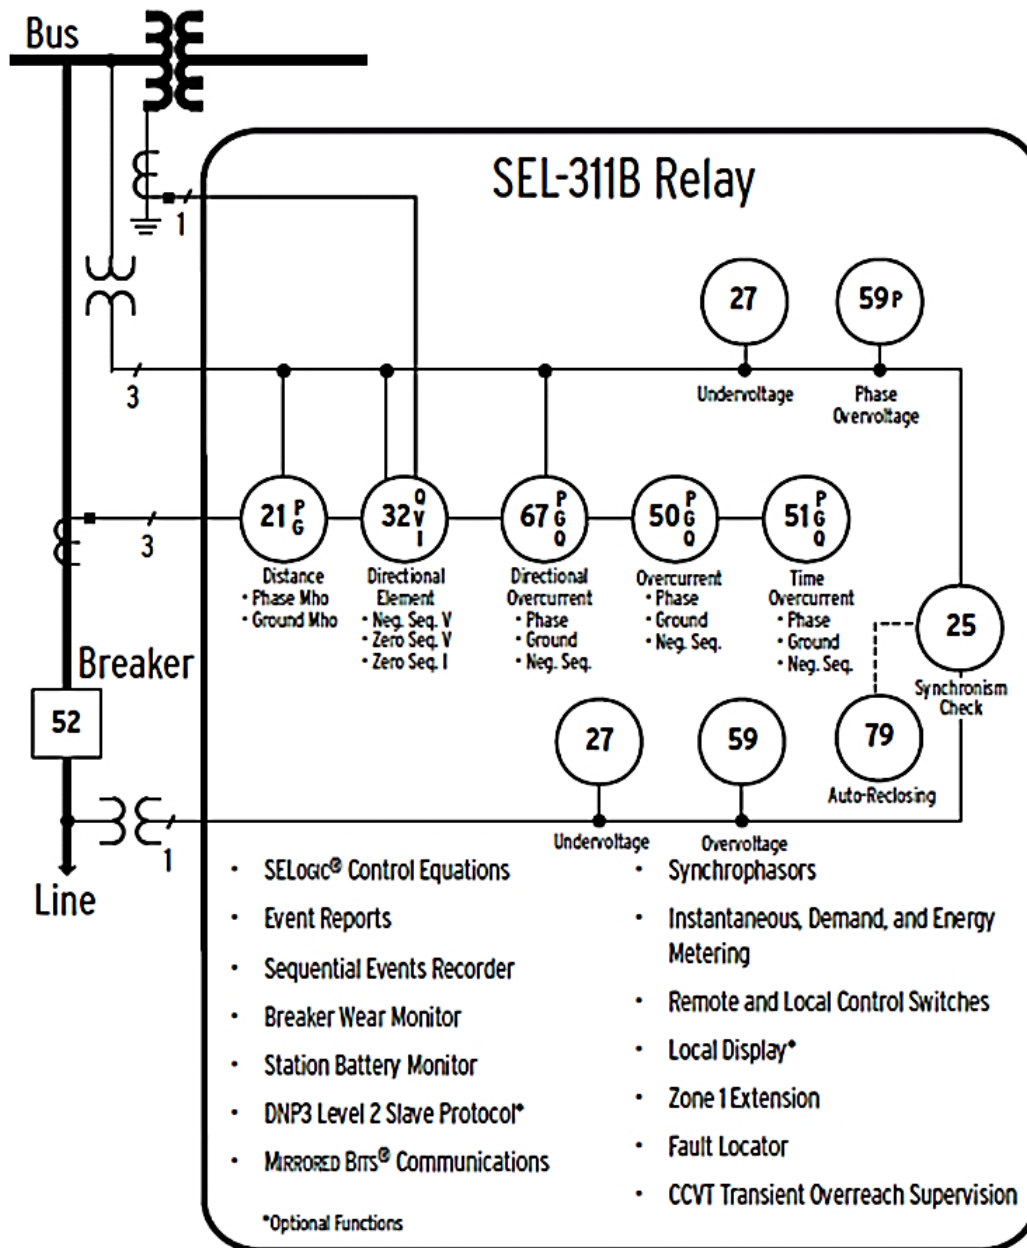 Bus
SEL-311B Relay
1
27
59P
3
Undervoltage
Phase
Overvoltage
21 P G
32 Q V I
67 P G Q
50 P G Q
51 P G Q
3
Distance
• Phase Mho
• Ground Mho
Directional
Element
• Neg. Seq. V
• Zero Seq. V
• Zero Seq. I
Directional
Overcurrent
• Phase
• Ground
• Neg. Seq.
Overcurrent
• Phase
• Ground
• Neg. Seq.
Time
Overcurrent
• Phase
• Ground
• Neg. Seq.
25
Synchronism
Check
Breaker
52
27
59
79
Auto-Reclosing
Undervoltage
Overvoltage
1
Line
• SELOGIC® Control Equations
• Event Reports
• Sequential Events Recorder
• Breaker Wear Monitor
• Station Battery Monitor
• DNP3 Level 2 Slave Protocol*
• MIRRORED BITS® Communications
*Optional Functions
• Synchrophasors
• Instantaneous, Demand, and Energy
Metering
• Remote and Local Control Switches
• Local Display*
• Zone 1 Extension
• Fault Locator
• CCVT Transient Overreach Supervision